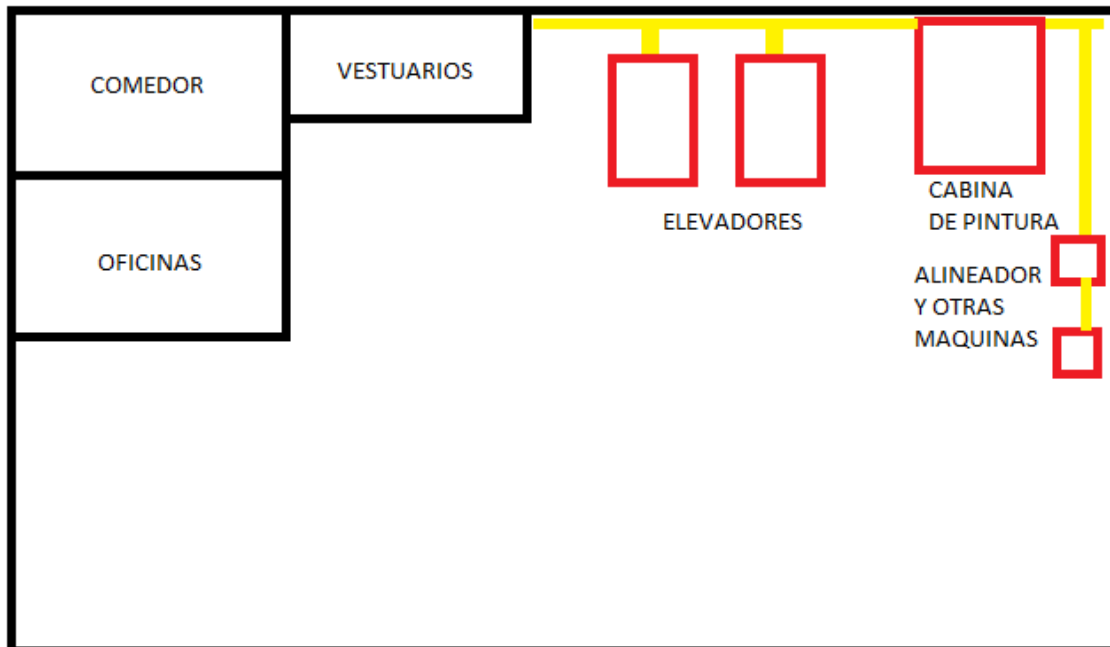 COMEDOR
VESTUARIOS
OFICINAS
ELEVADORES
CABINA
DE PINTURA
ALINEADOR
Y OTRAS
MAQUINAS